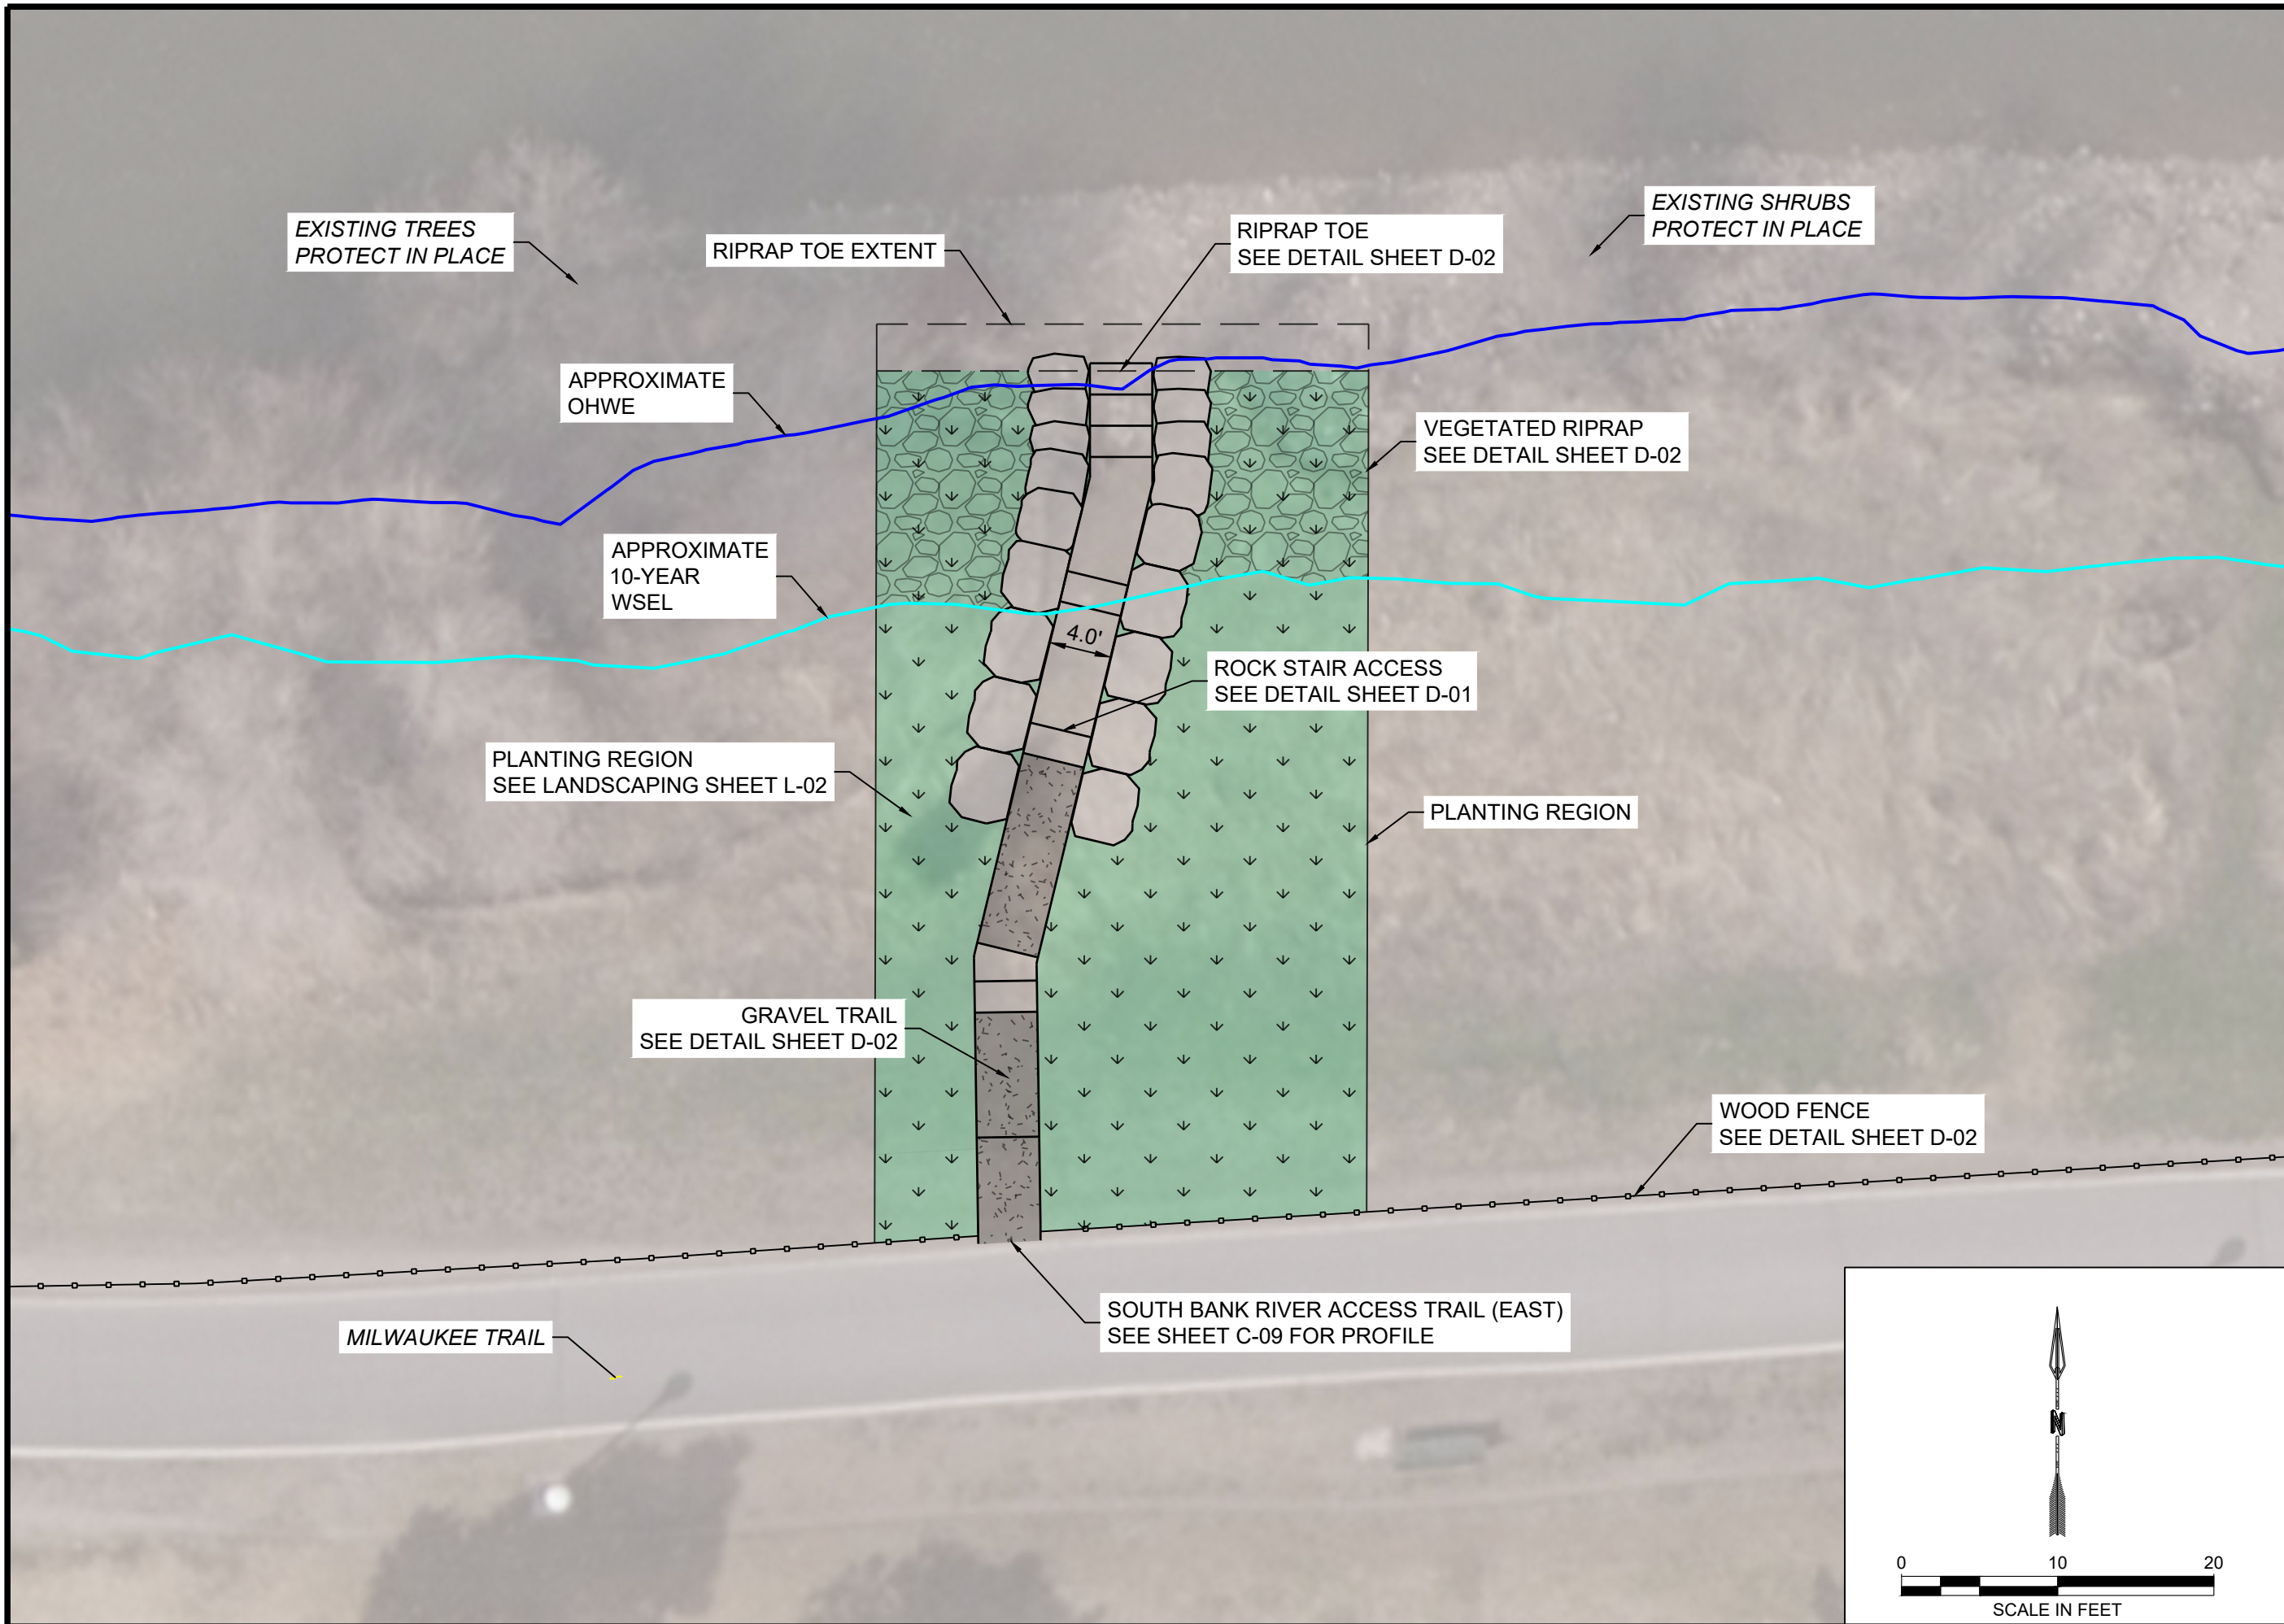 EXISTING TREES
PROTECT IN PLACE
RIPRAP TOE EXTENT
RIPRAP TOE
SEE DETAIL SHEET D-02
EXISTING SHRUBS
PROTECT IN PLACE
APPROXIMATE
OHWE
VEGETATED RIPRAP
SEE DETAIL SHEET D-02
APPROXIMATE
10-YEAR
WSEL
4.0'
ROCK STAIR ACCESS
SEE DETAIL SHEET D-01
PLANTING REGION
SEE LANDSCAPING SHEET L-02
PLANTING REGION
GRAVEL TRAIL
SEE DETAIL SHEET D-02
WOOD FENCE
SEE DETAIL SHEET D-02
SOUTH BANK RIVER ACCESS TRAIL (EAST)
SEE SHEET C-09 FOR PROFILE
MILWAUKEE TRAIL
N
0 10 20
SCALE IN FEET